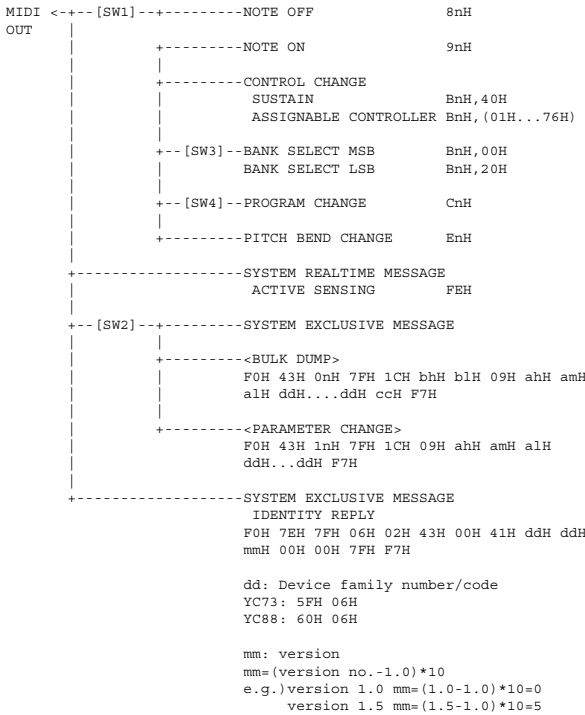 MIDI <-+--[SW1]--+---------NOTE OFF 8nH
OUT |
| +---------NOTE ON 9nH
| |
| +---------CONTROL CHANGE
| | SUSTAIN BnH,40H
| | ASSIGNABLE CONTROLLER BnH,(01H...76H)
| |
| +--[SW3]--BANK SELECT MSB BnH,00H
| | BANK SELECT LSB BnH,20H
| |
| +--[SW4]--PROGRAM CHANGE CnH
| |
| +---------PITCH BEND CHANGE EnH
|
+-------------------SYSTEM REALTIME MESSAGE
| ACTIVE SENSING FEH
|
+--[SW2]--+---------SYSTEM EXCLUSIVE MESSAGE
| |
| +---------<BULK DUMP>
| | F0H 43H 0nH 7FH 1CH bhH blH 09H ahH amH
| | alH ddH....ddH ccH F7H
| |
| +---------<PARAMETER CHANGE>
| F0H 43H 1nH 7FH 1CH 09H ahH amH alH
| ddH...ddH F7H
|
+-------------------SYSTEM EXCLUSIVE MESSAGE
IDENTITY REPLY
F0H 7EH 7FH 06H 02H 43H 00H 41H ddH ddH
mmH 00H 00H 7FH F7H
dd: Device family number/code
YC73: 5FH 06H
YC88: 60H 06H
mm: version
mm=(version no.-1.0)*10
e.g.)version 1.0 mm=(1.0-1.0)*10=0
version 1.5 mm=(1.5-1.0)*10=5